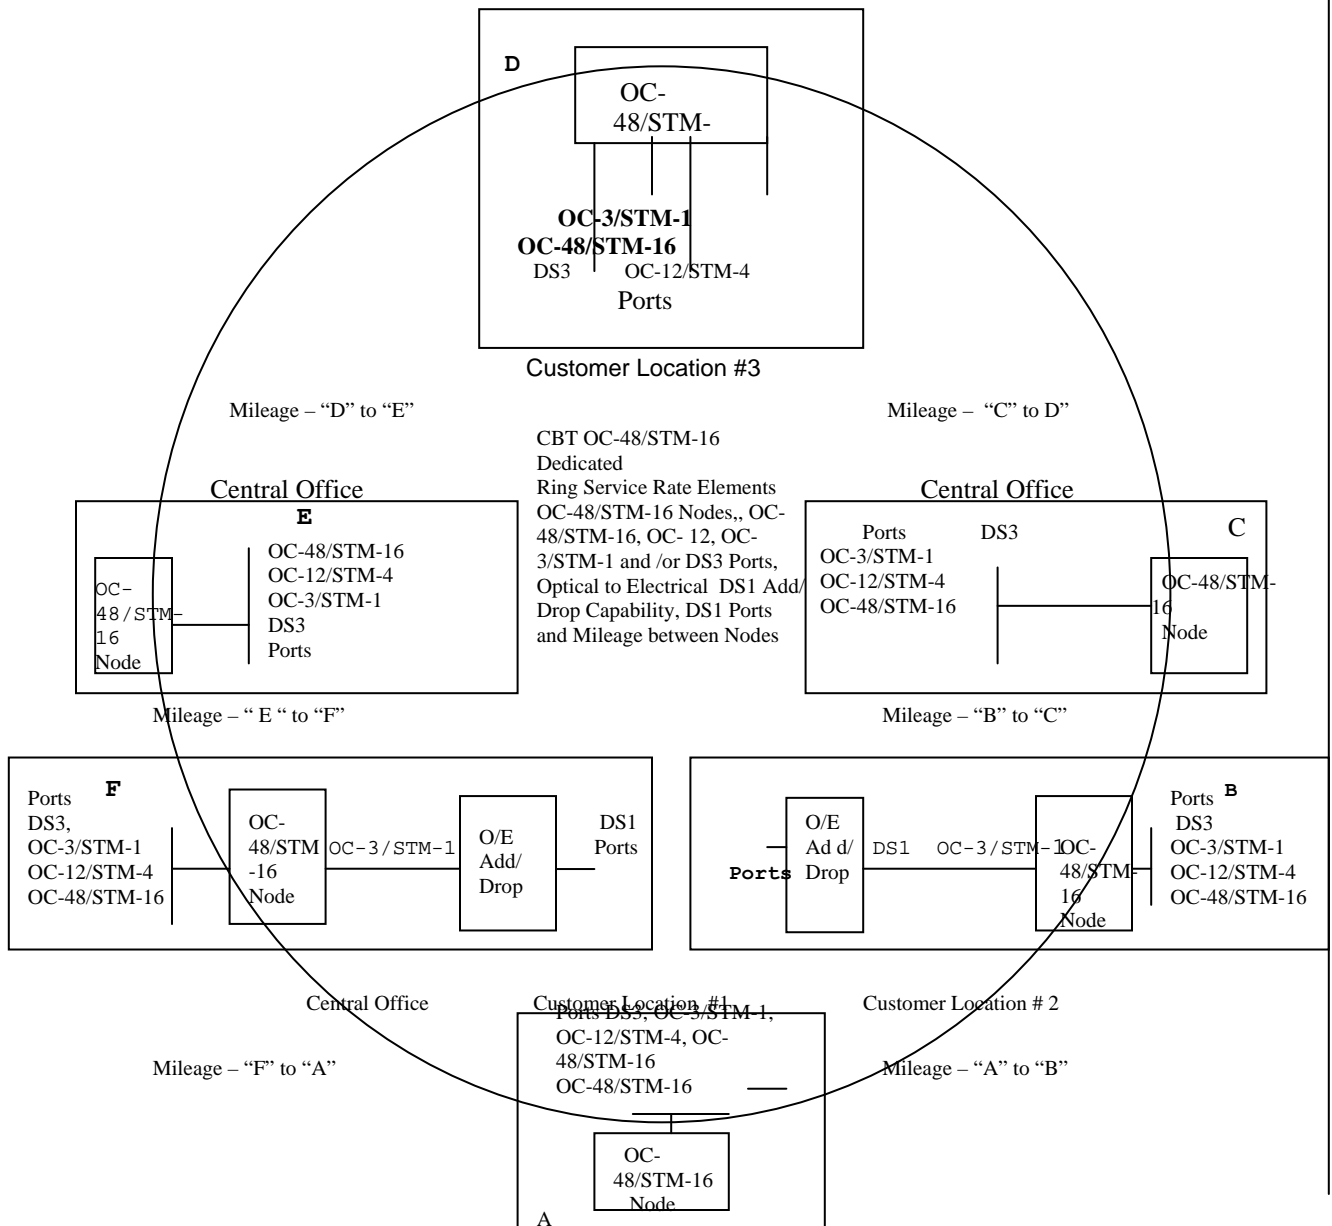 D
OC-
48/STM-
OC-3/STM-1
OC-48/STM-16
DS3 OC-12/STM-4
Ports
Customer Location #3
Mileage – “D” to “E”
Mileage – “C” to D”
CBT OC-48/STM-16
Dedicated
Ring Service Rate Elements
OC-48/STM-16 Nodes,, OC-
48/STM-16, OC- 12, OC-
3/STM-1 and /or DS3 Ports,
Optical to Electrical DS1 Add/
Drop Capability, DS1 Ports
and Mileage between Nodes
Central Office
E
OC-
48/STM-
16
Node
OC-48/STM-16
OC-12/STM-4
OC-3/STM-1
DS3
Ports
Central Office
C
Ports DS3
OC-3/STM-1
OC-12/STM-4
OC-48/STM-16
OC-48/STM-
16
Node
Mileage – “ E “ to “F”
Mileage – “B” to “C”
F
Ports
DS3,
OC-3/STM-1
OC-12/STM-4
OC-48/STM-16
OC-
48/STM
-16
Node
OC-3/STM-1
O/E
Add/
Drop
DS1
Ports
Ports
O/E
Ad d/
Drop
DS1 OC-3/STM-1
OC-
48/STM-
16
Node
Ports B
DS3
OC-3/STM-1
OC-12/STM-4
OC-48/STM-16
Central Office
Customer Location #1
Customer Location # 2
Ports DS3, OC-3/STM-1,
OC-12/STM-4, OC-
48/STM-16
OC-48/STM-16
Mileage – “F” to “A”
Mileage – “A” to “B”
OC-
48/STM-16
Node
A